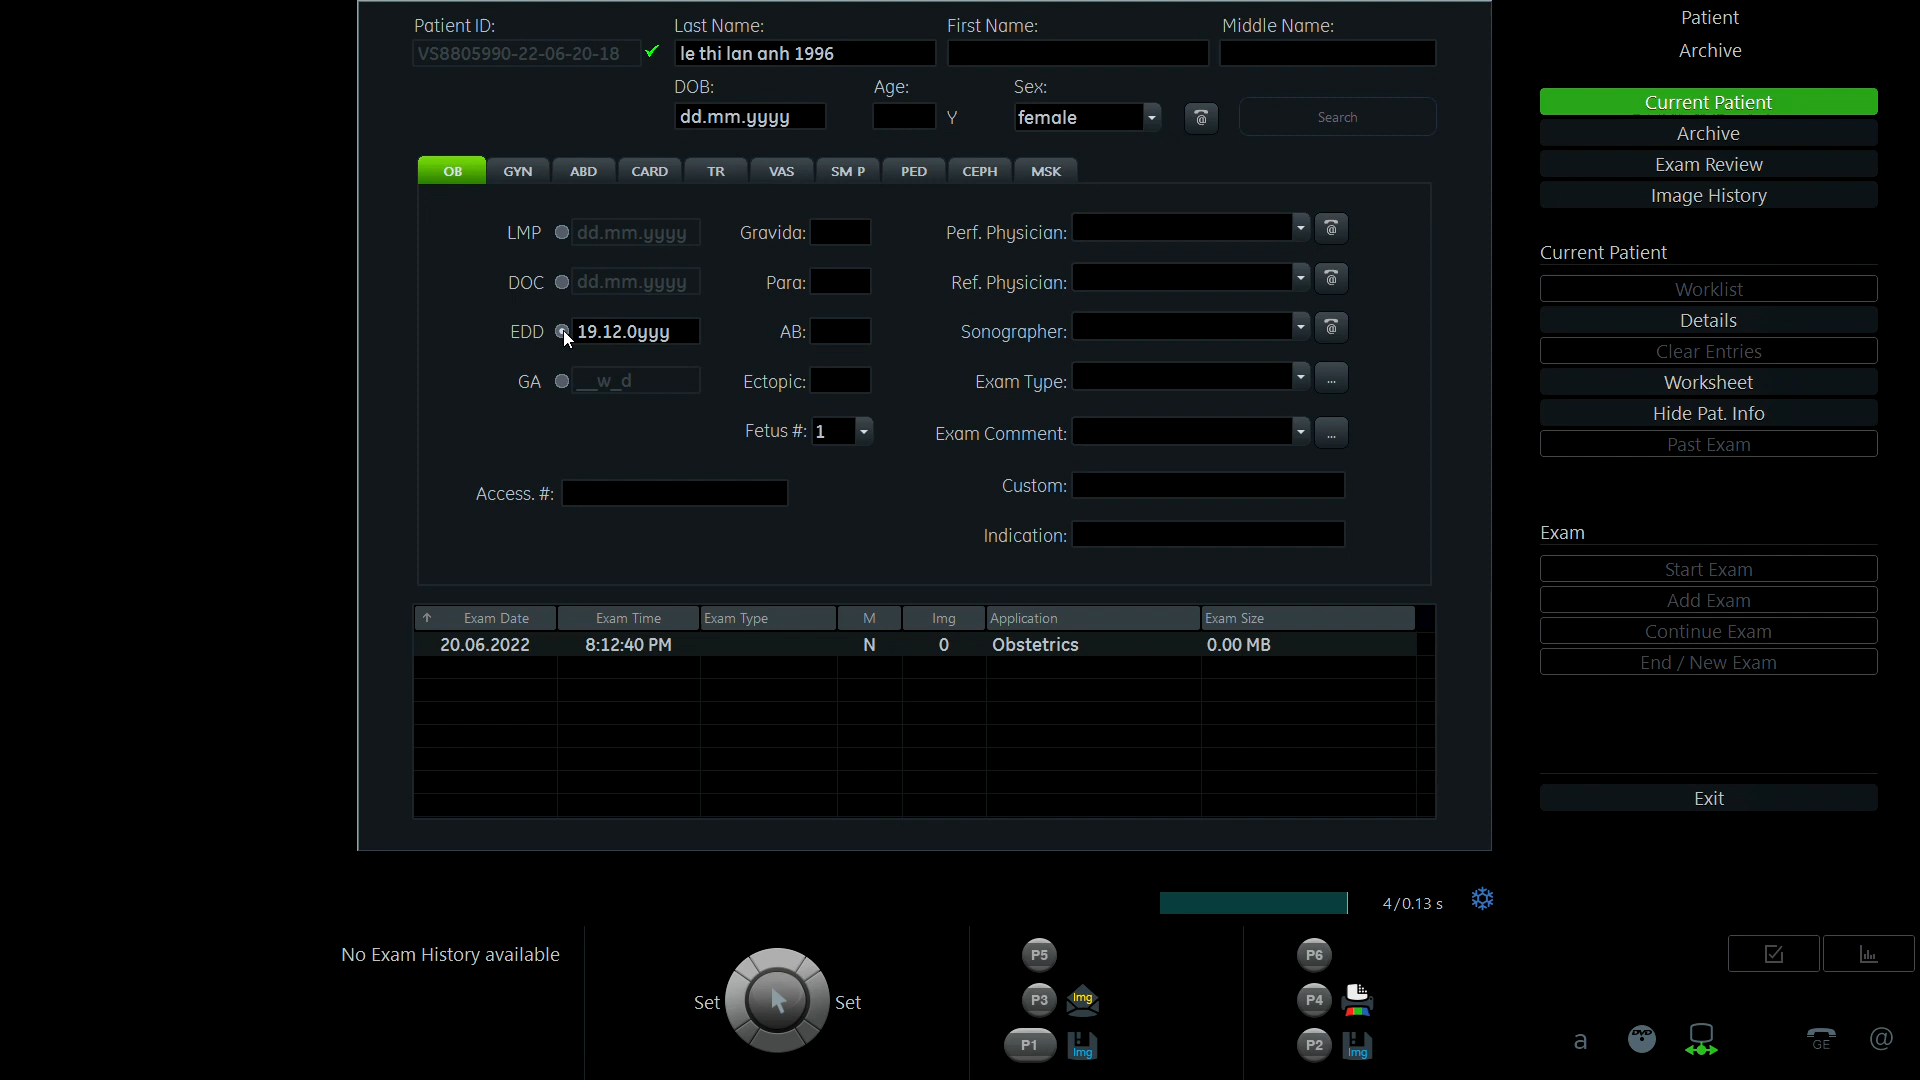 Patient ID: Last Name: First Name: Middle Name:
VS8805990-22-06-20-18 le thi lan anh 1996
DOB: Age: Sex:
dd.mm.yyyy Y female @ Search
OB GYN ABD CARD TR VAS SM P PED CEPH MSK
LMP dd.mm.yyyy Gravida: Perf. Physician: @
DOC dd.mm.yyyy Para: Ref. Physician: @
EDD 19.12.0yyy AB: Sonographer: @
GA __w_d Ectopic: Exam Type: ...
Fetus #: 1 Exam Comment: ...
Access. #: Custom:
Indication:
Exam Date Exam Time Exam Type M Img Application Exam Size
20.06.2022 8:12:40 PM N 0 Obstetrics 0.00 MB
4/0.13 s
Patient
Archive
Current Patient
Archive
Exam Review
Image History
Current Patient
Worklist
Details
Clear Entries
Worksheet
Hide Pat. Info
Past Exam
Exam
Start Exam
Add Exam
Continue Exam
End / New Exam
Exit
No Exam History available
Set Set
P5 P6
P3 Img P4
P1 Img P2 Img
a DVD GE @